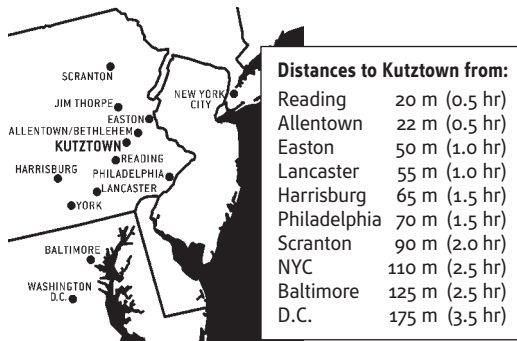 SCRANTON
JIM THORPE
NEW YORK
CITY
EASTON
ALLENTOWN/BETHLEHEM
KUTZTOWN
READING
HARRISBURG
PHILADELPHIA
LANCASTER
YORK
BALTIMORE
WASHINGTON
D.C.
Distances to Kutztown from:
Reading 20 m (0.5 hr)
Allentown 22 m (0.5 hr)
Easton 50 m (1.0 hr)
Lancaster 55 m (1.0 hr)
Harrisburg 65 m (1.5 hr)
Philadelphia 70 m (1.5 hr)
Scranton 90 m (2.0 hr)
NYC 110 m (2.5 hr)
Baltimore 125 m (2.5 hr)
D.C. 175 m (3.5 hr)